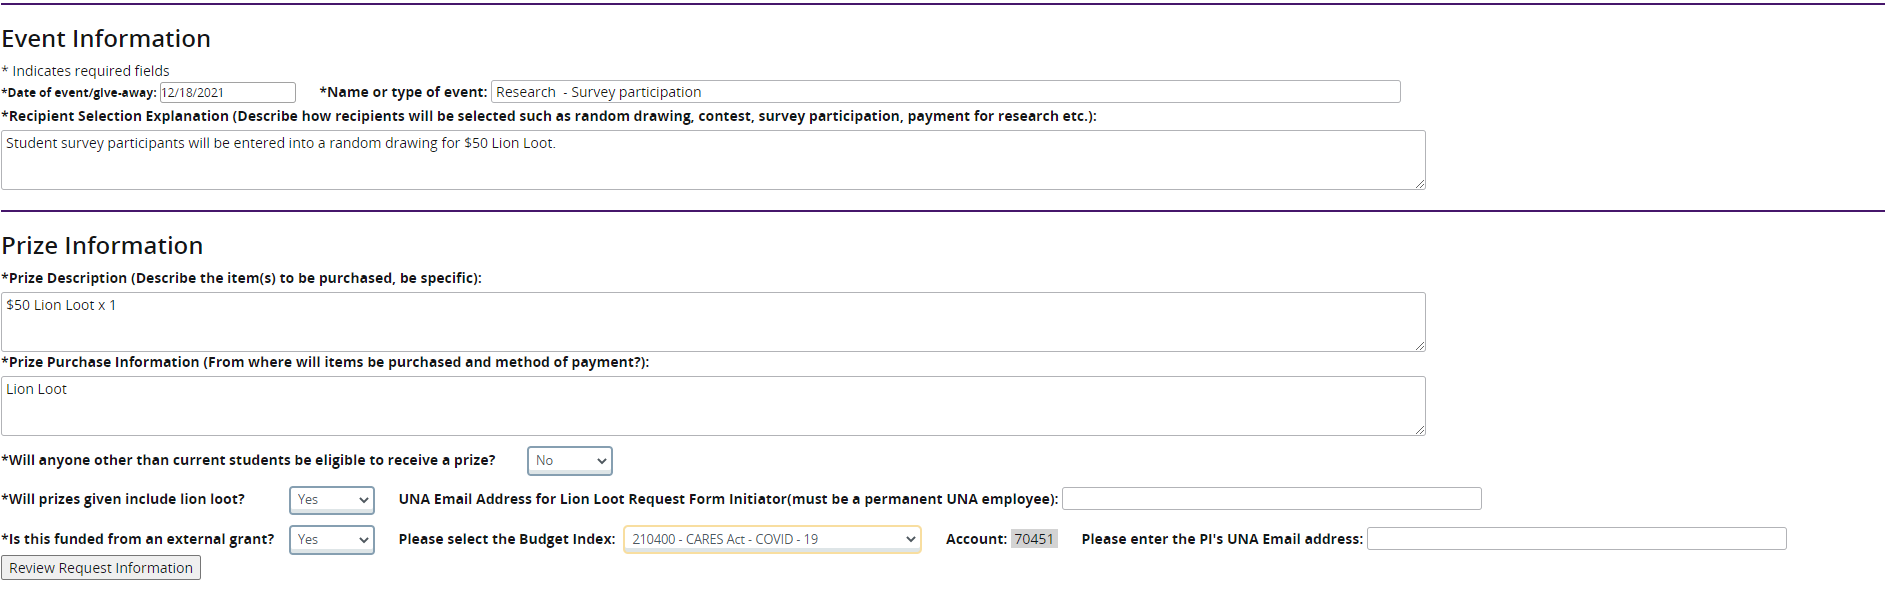 Event Information
* Indicates required fields
*Date of event/give-away: 12/18/2021 *Name or type of event: Research - Survey participation
*Recipient Selection Explanation (Describe how recipients will be selected such as random drawing, contest, survey participation, payment for research etc.):
Student survey participants will be entered into a random drawing for $50 Lion Loot.
Prize Information
*Prize Description (Describe the item(s) to be purchased, be specific):
$50 Lion Loot x 1
*Prize Purchase Information (From where will items be purchased and method of payment?):
Lion Loot
*Will anyone other than current students be eligible to receive a prize? No
*Will prizes given include lion loot? Yes UNA Email Address for Lion Loot Request Form Initiator(must be a permanent UNA employee):
*Is this funded from an external grant? Yes Please select the Budget Index: 210400 - CARES Act - COVID - 19 Account: 70451 Please enter the PI's UNA Email address:
Review Request Information